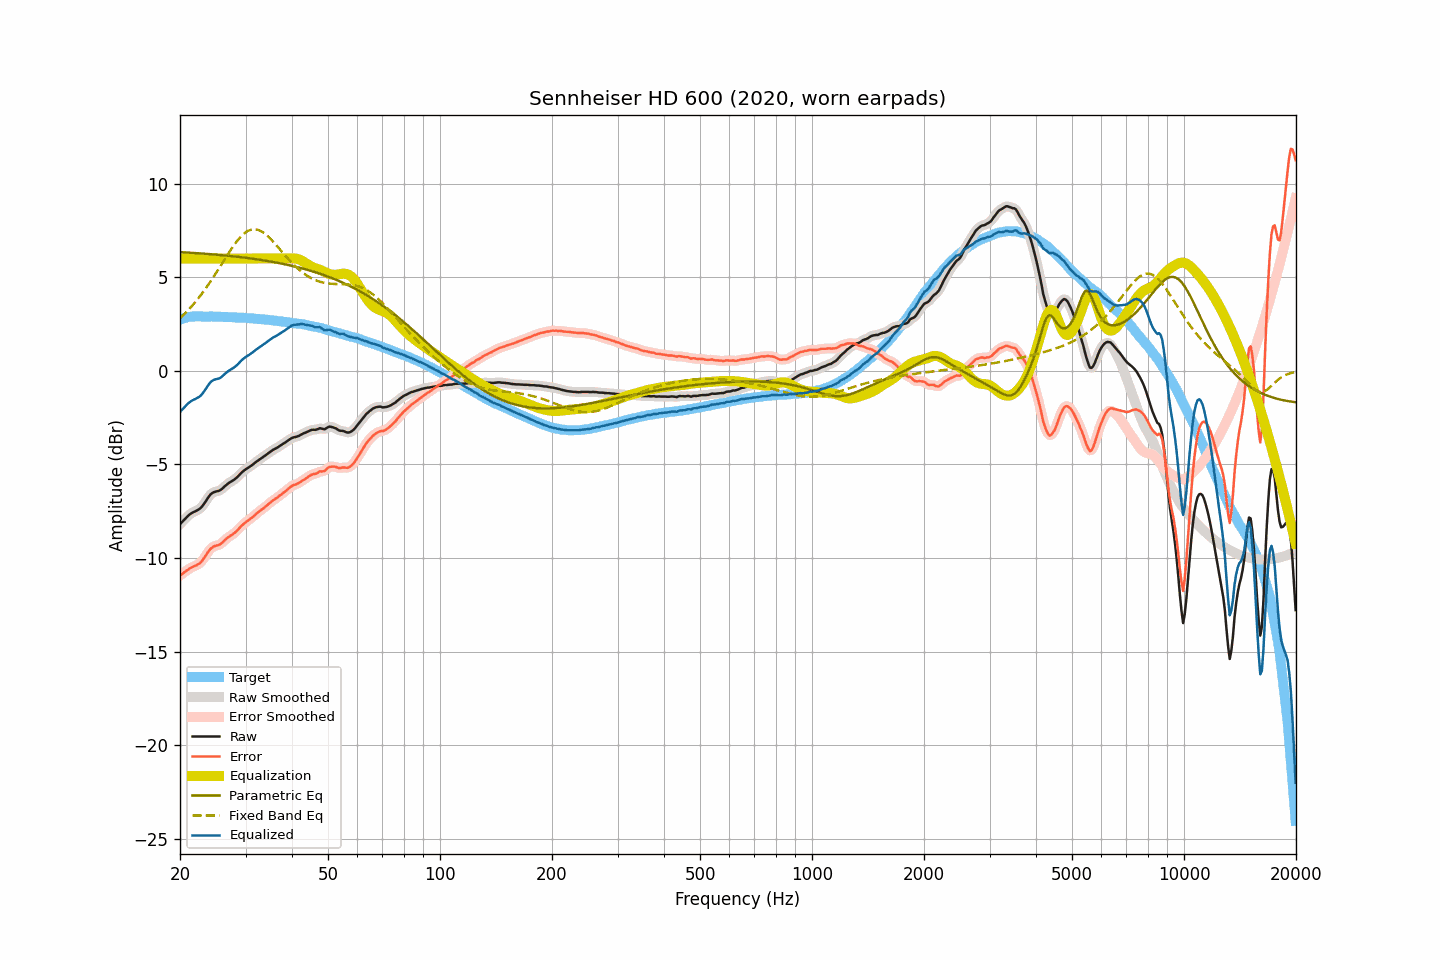 Sennheiser HD 600 (2020, worn earpads)
Amplitude (dBr)
10
5
0
−5
−10
−15
−20
−25
Target
Raw Smoothed
Error Smoothed
Raw
Error
Equalization
Parametric Eq
Fixed Band Eq
Equalized
20 50 100 200 500 1000 2000 5000 10000 20000
Frequency (Hz)